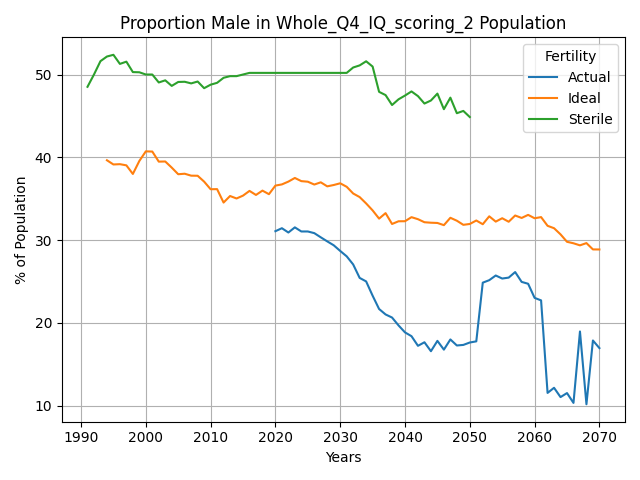 Proportion Male in Whole_Q4_IQ_scoring_2 Population
Fertility
Actual
Ideal
Sterile
% of Population
50
40
30
20
10
1990 2000 2010 2020 2030 2040 2050 2060 2070
Years